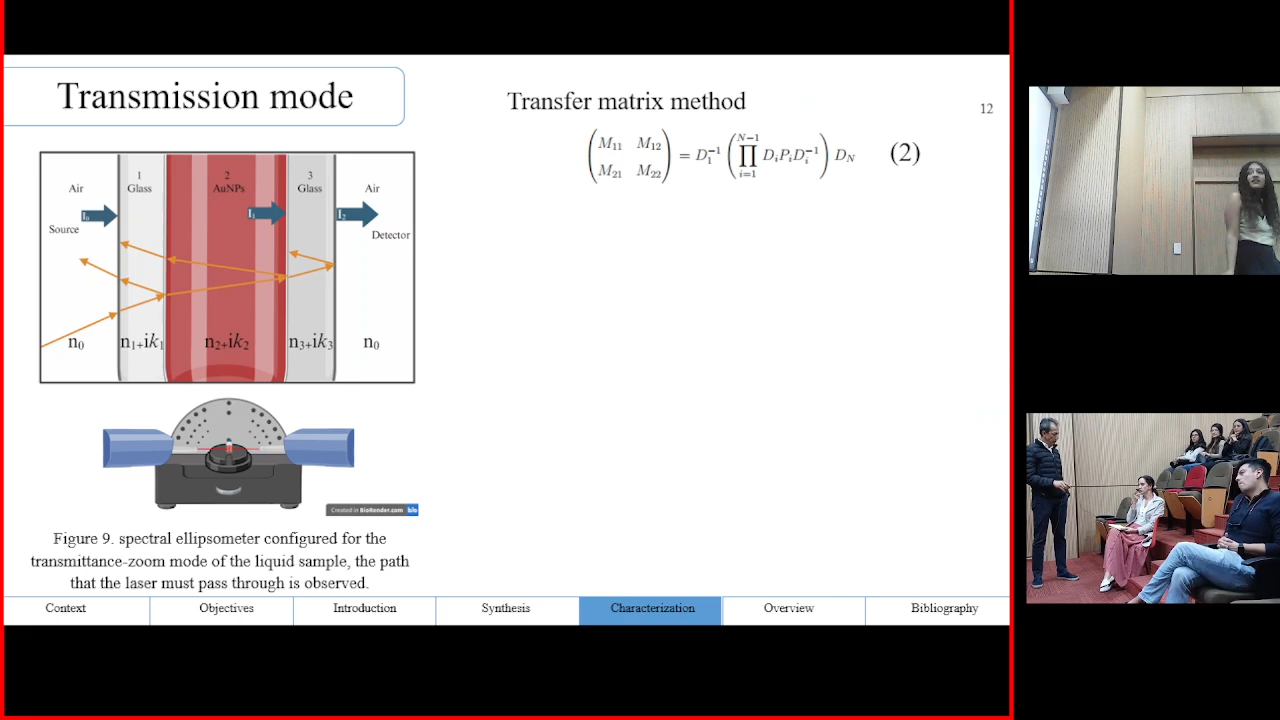 Transmission mode
Transfer matrix method
12
( M11 M12 M21 M22 ) = D1^-1 ( ∏_{i=1}^{N-1} DiPiDi^-1 ) DN (2)
Air
1
Glass
2
AuNPs
3
Glass
Air
I0
I1
I2
Source
Detector
n0
n1+ik1
n2+ik2
n3+ik3
n0
Created in BioRender.com bio
Figure 9. spectral ellipsometer configured for the
transmittance-zoom mode of the liquid sample, the path
that the laser must pass through is observed.
Context
Objectives
Introduction
Synthesis
Characterization
Overview
Bibliography